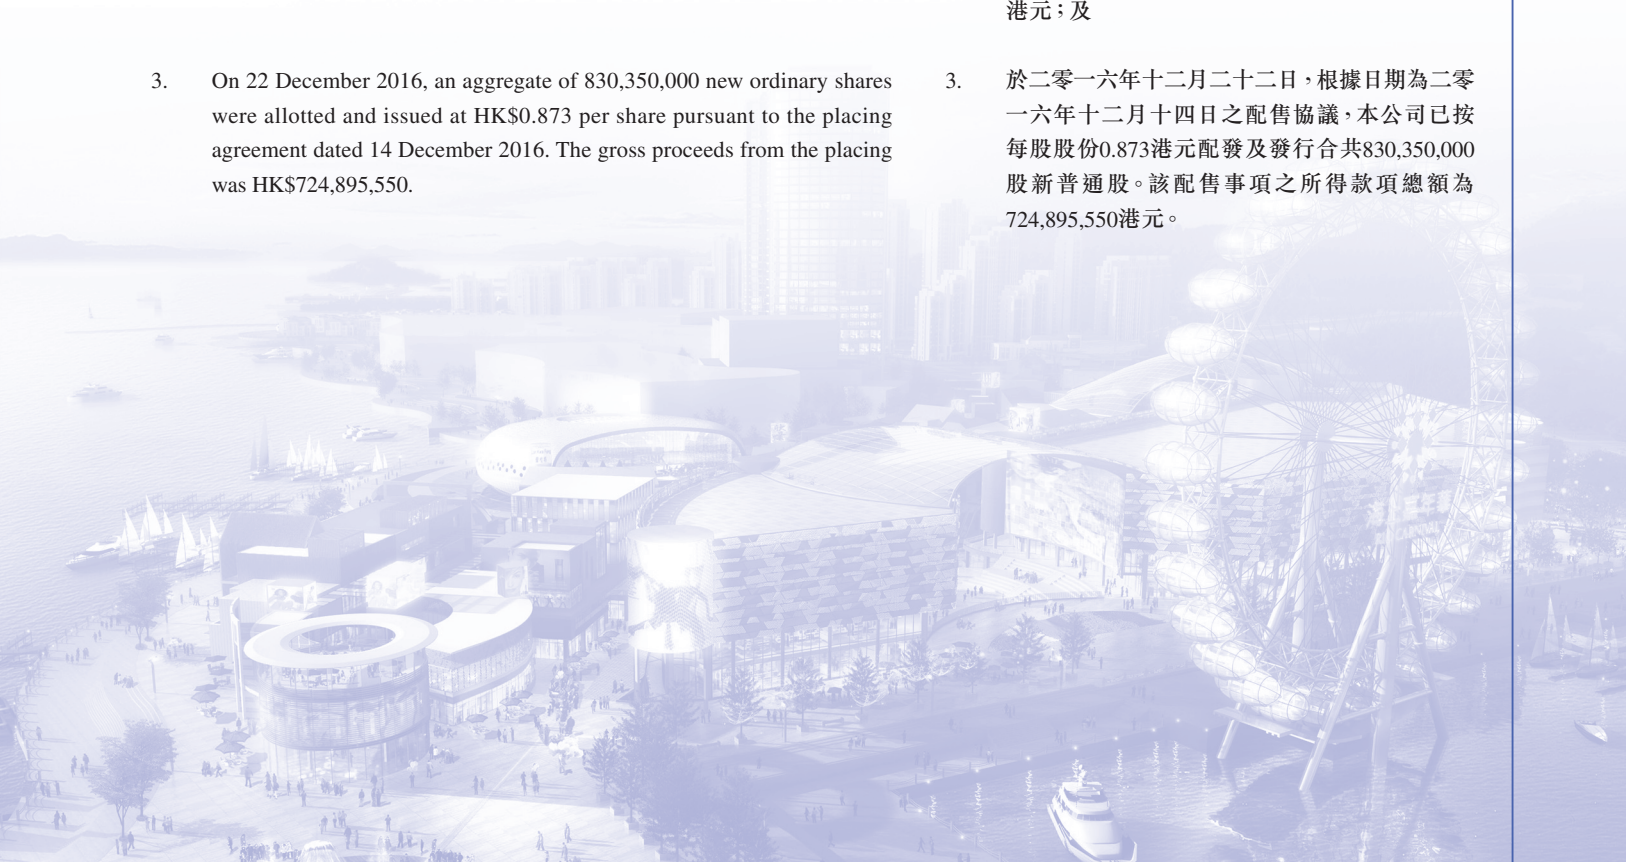 港元；及
3. On 22 December 2016, an aggregate of 830,350,000 new ordinary shares
were allotted and issued at HK$0.873 per share pursuant to the placing
agreement dated 14 December 2016. The gross proceeds from the placing
was HK$724,895,550.
3. 於二零一六年十二月二十二日，根據日期為二零
一六年十二月十四日之配售協議，本公司已按
每股股份0.873港元配發及發行合共830,350,000
股新普通股。該配售事項之所得款項總額為
724,895,550港元。